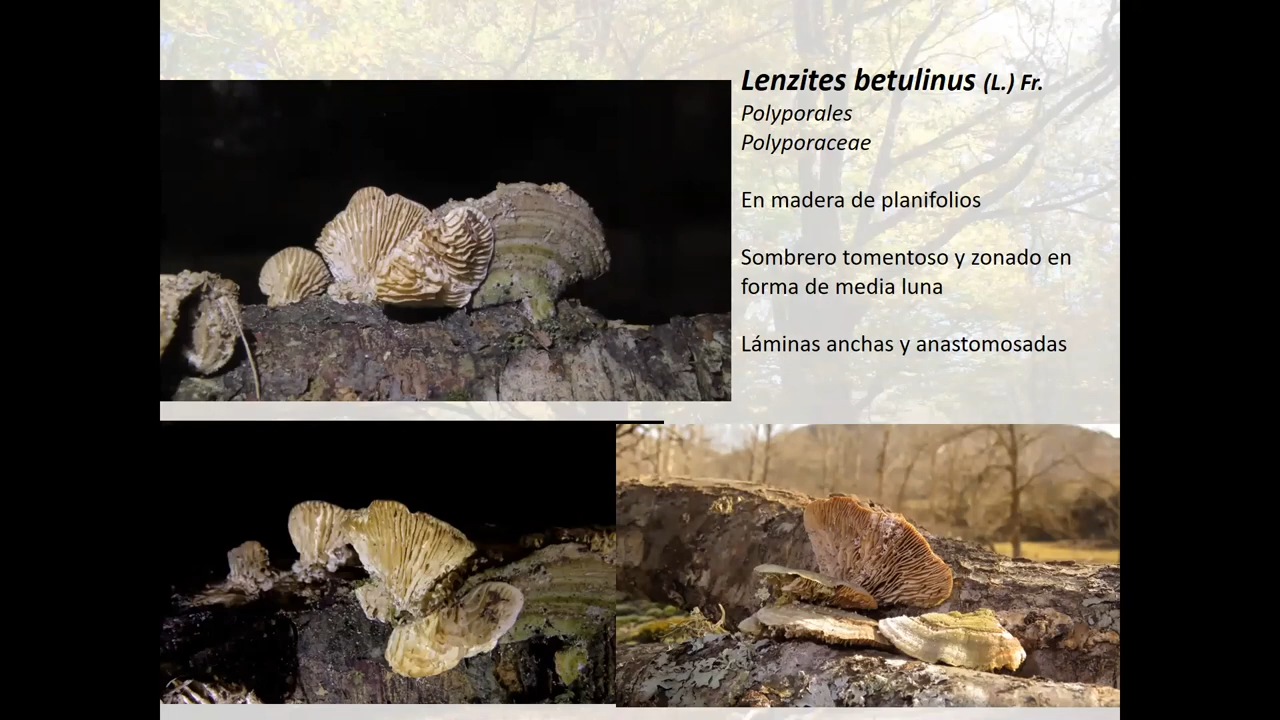 Lenzites betulinus (L.) Fr.
Polyporales
Polyporaceae
En madera de planifolios
Sombrero tomentoso y zonado en
forma de media luna
Láminas anchas y anastomosadas